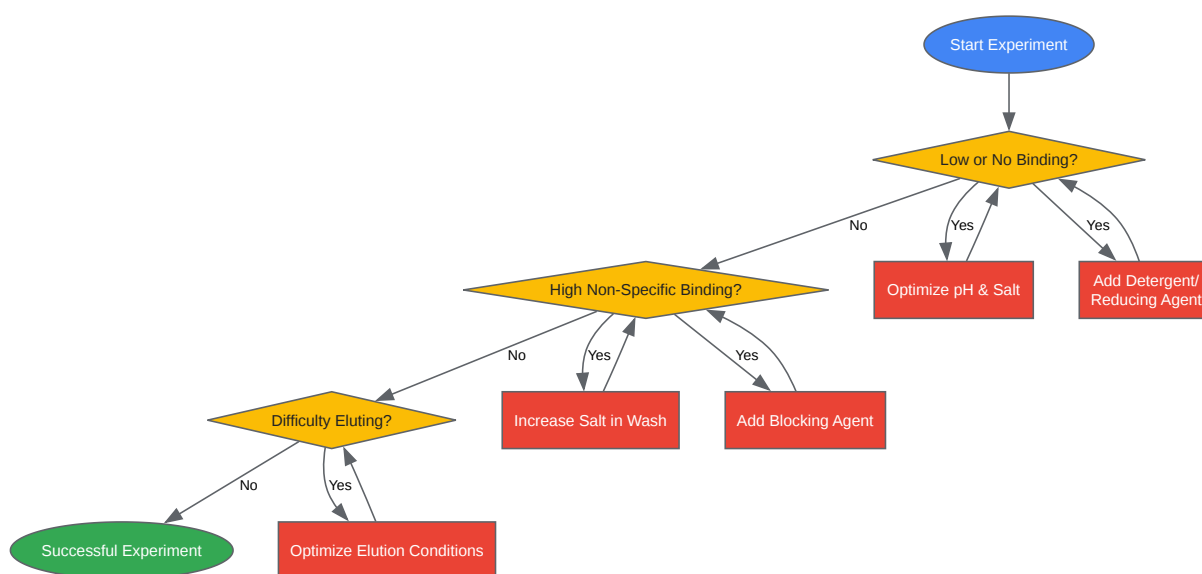 Start Experiment
Low or No Binding?
No
Yes
Yes
High Non-Specific Binding?
Optimize pH & Salt
Add Detergent/
Reducing Agent
No
Yes
Yes
Difficulty Eluting?
Increase Salt in Wash
Add Blocking Agent
No
Yes
Successful Experiment
Optimize Elution Conditions